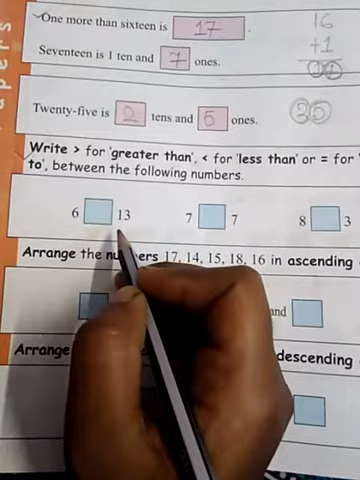 apers
One more than sixteen is 17 .
16
+1
Seventeen is 1 ten and 7 ones.
Twenty-five is 2 tens and 5 ones.
25
Write > for 'greater than', < for 'less than' or = for
to', between the following numbers.
6 13 7 7 8 3
Arrange the numbers 17, 14, 15, 18, 16 in ascending
and
Arrange descending